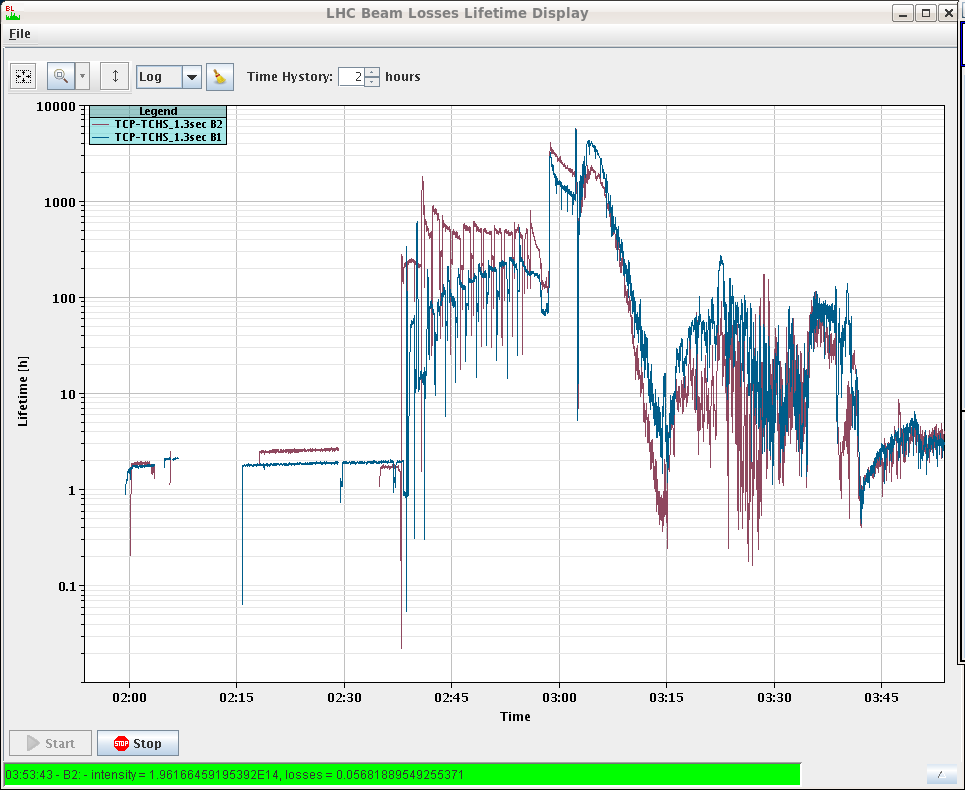 BL
LHC Beam Losses Lifetime Display
File
Log
Time Hystory: 2 hours
Legend
TCP-TCHS_1.3sec B2
TCP-TCHS_1.3sec B1
10000
1000
100
10
1
0.1
Lifetime [h]
02:00 02:15 02:30 02:45 03:00 03:15 03:30 03:45
Time
Start
STOP Stop
03:53:43 - B2: - intensity = 1.96166459195392E14, losses = 0.05681889549255371